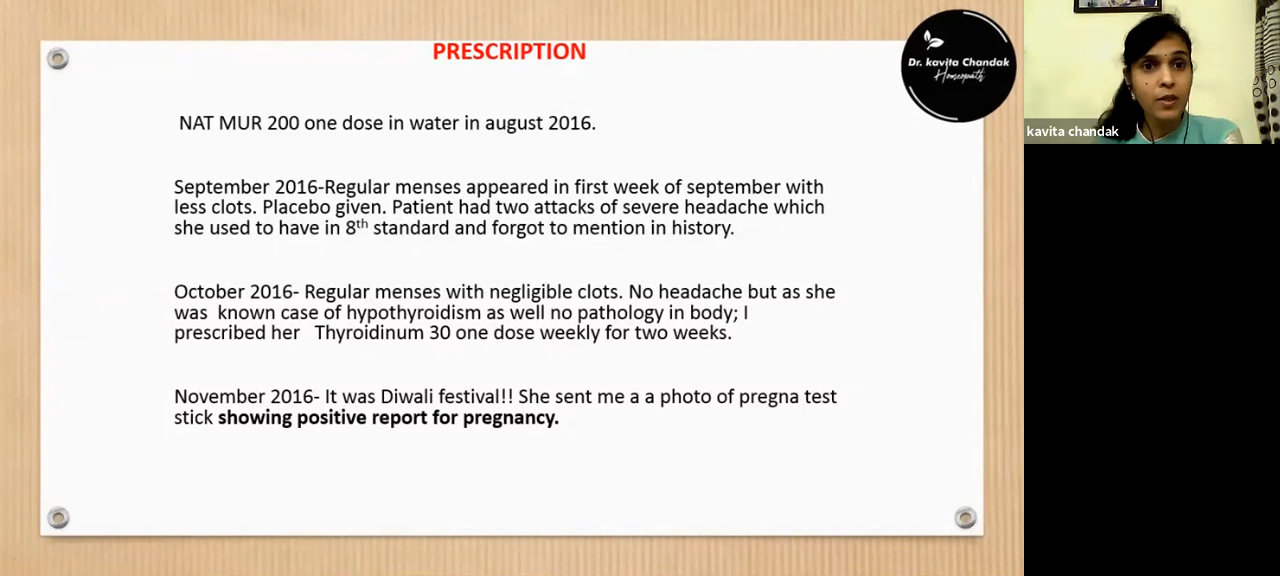 PRESCRIPTION
Dr. kavita Chandak
Homeopath
kavita chandak
NAT MUR 200 one dose in water in august 2016.
September 2016-Regular menses appeared in first week of september with
less clots. Placebo given. Patient had two attacks of severe headache which
she used to have in 8th standard and forgot to mention in history.
October 2016- Regular menses with negligible clots. No headache but as she
was known case of hypothyroidism as well no pathology in body; I
prescribed her Thyroidinum 30 one dose weekly for two weeks.
November 2016- It was Diwali festival!! She sent me a a photo of pregna test
stick showing positive report for pregnancy.